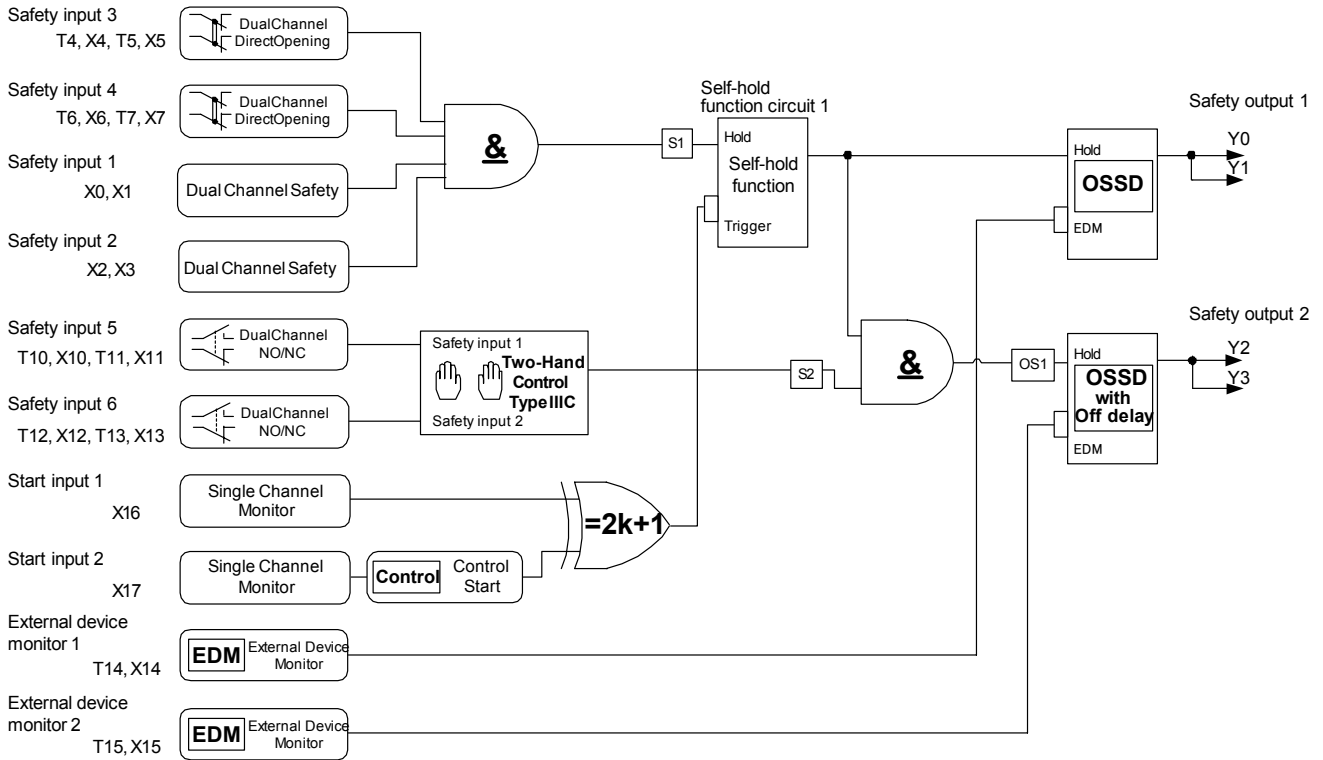 Safety input 3
T4, X4, T5, X5
DualChannel
DirectOpening
Safety input 4
T6, X6, T7, X7
DualChannel
DirectOpening
Safety input 1
X0, X1
Dual Channel Safety
Safety input 2
X2, X3
Dual Channel Safety
&
S1
Self-hold
function circuit 1
Hold
Self-hold
function
Trigger
Safety output 1
Hold
OSSD
EDM
Y0
Y1
Safety input 5
T10, X10, T11, X11
DualChannel
NO/NC
Safety input 6
T12, X12, T13, X13
DualChannel
NO/NC
Safety input 1
Two-Hand
Control
TypeIIIC
Safety input 2
S2
&
OS1
Safety output 2
Hold
OSSD
with
Off delay
EDM
Y2
Y3
Start input 1
X16
Single Channel
Monitor
Start input 2
X17
Single Channel
Monitor
Control
Control
Start
=2k+1
External device
monitor 1
T14, X14
EDM
External Device
Monitor
External device
monitor 2
T15, X15
EDM
External Device
Monitor